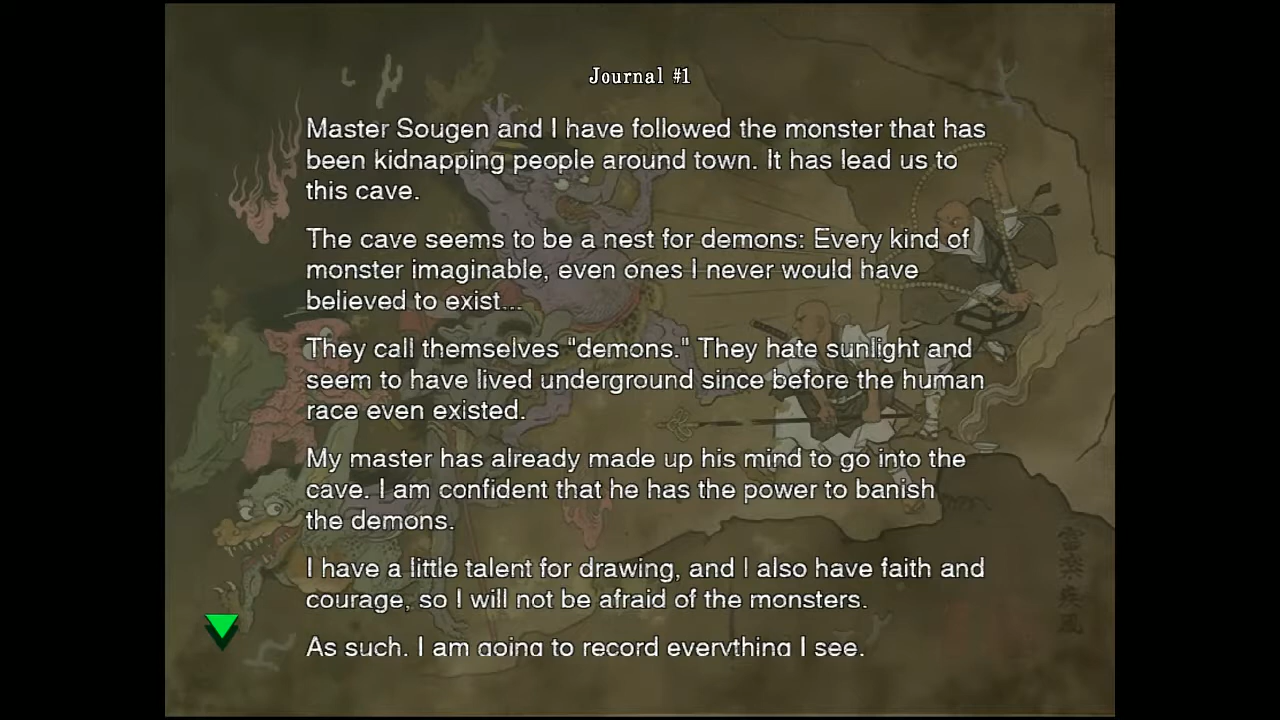 Journal #1
Master Sougen and I have followed the monster that has
been kidnapping people around town. It has lead us to
this cave.
The cave seems to be a nest for demons: Every kind of
monster imaginable, even ones I never would have
believed to exist...
They call themselves "demons." They hate sunlight and
seem to have lived underground since before the human
race even existed.
My master has already made up his mind to go into the
cave. I am confident that he has the power to banish
the demons.
I have a little talent for drawing, and I also have faith and
courage, so I will not be afraid of the monsters.
As such, I am going to record everything I see.